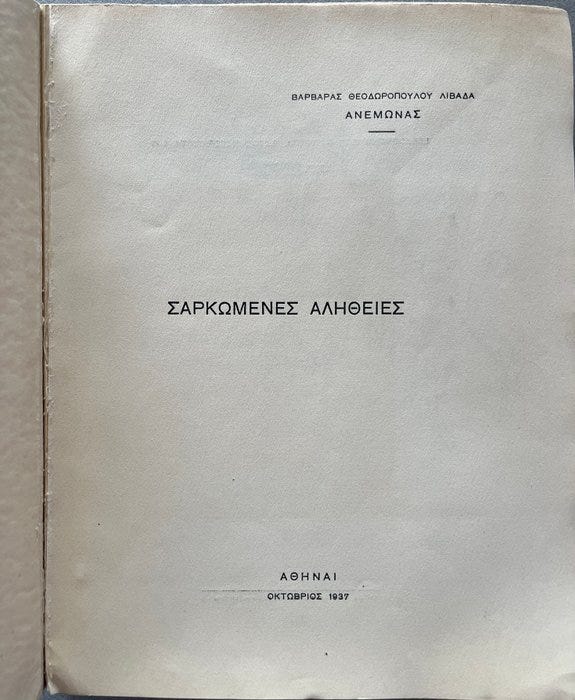 ΒΑΡΒΑΡΑΣ ΘΕΟΔΩΡΟΠΟΥΛΟΥ ΛΙΒΑΔΑ
ΑΝΕΜΩΝΑΣ
ΣΑΡΚΩΜΕΝΕΣ ΑΛΗΘΕΙΕΣ
ΑΘΗΝΑΙ
ΟΚΤΩΒΡΙΟΣ 1937